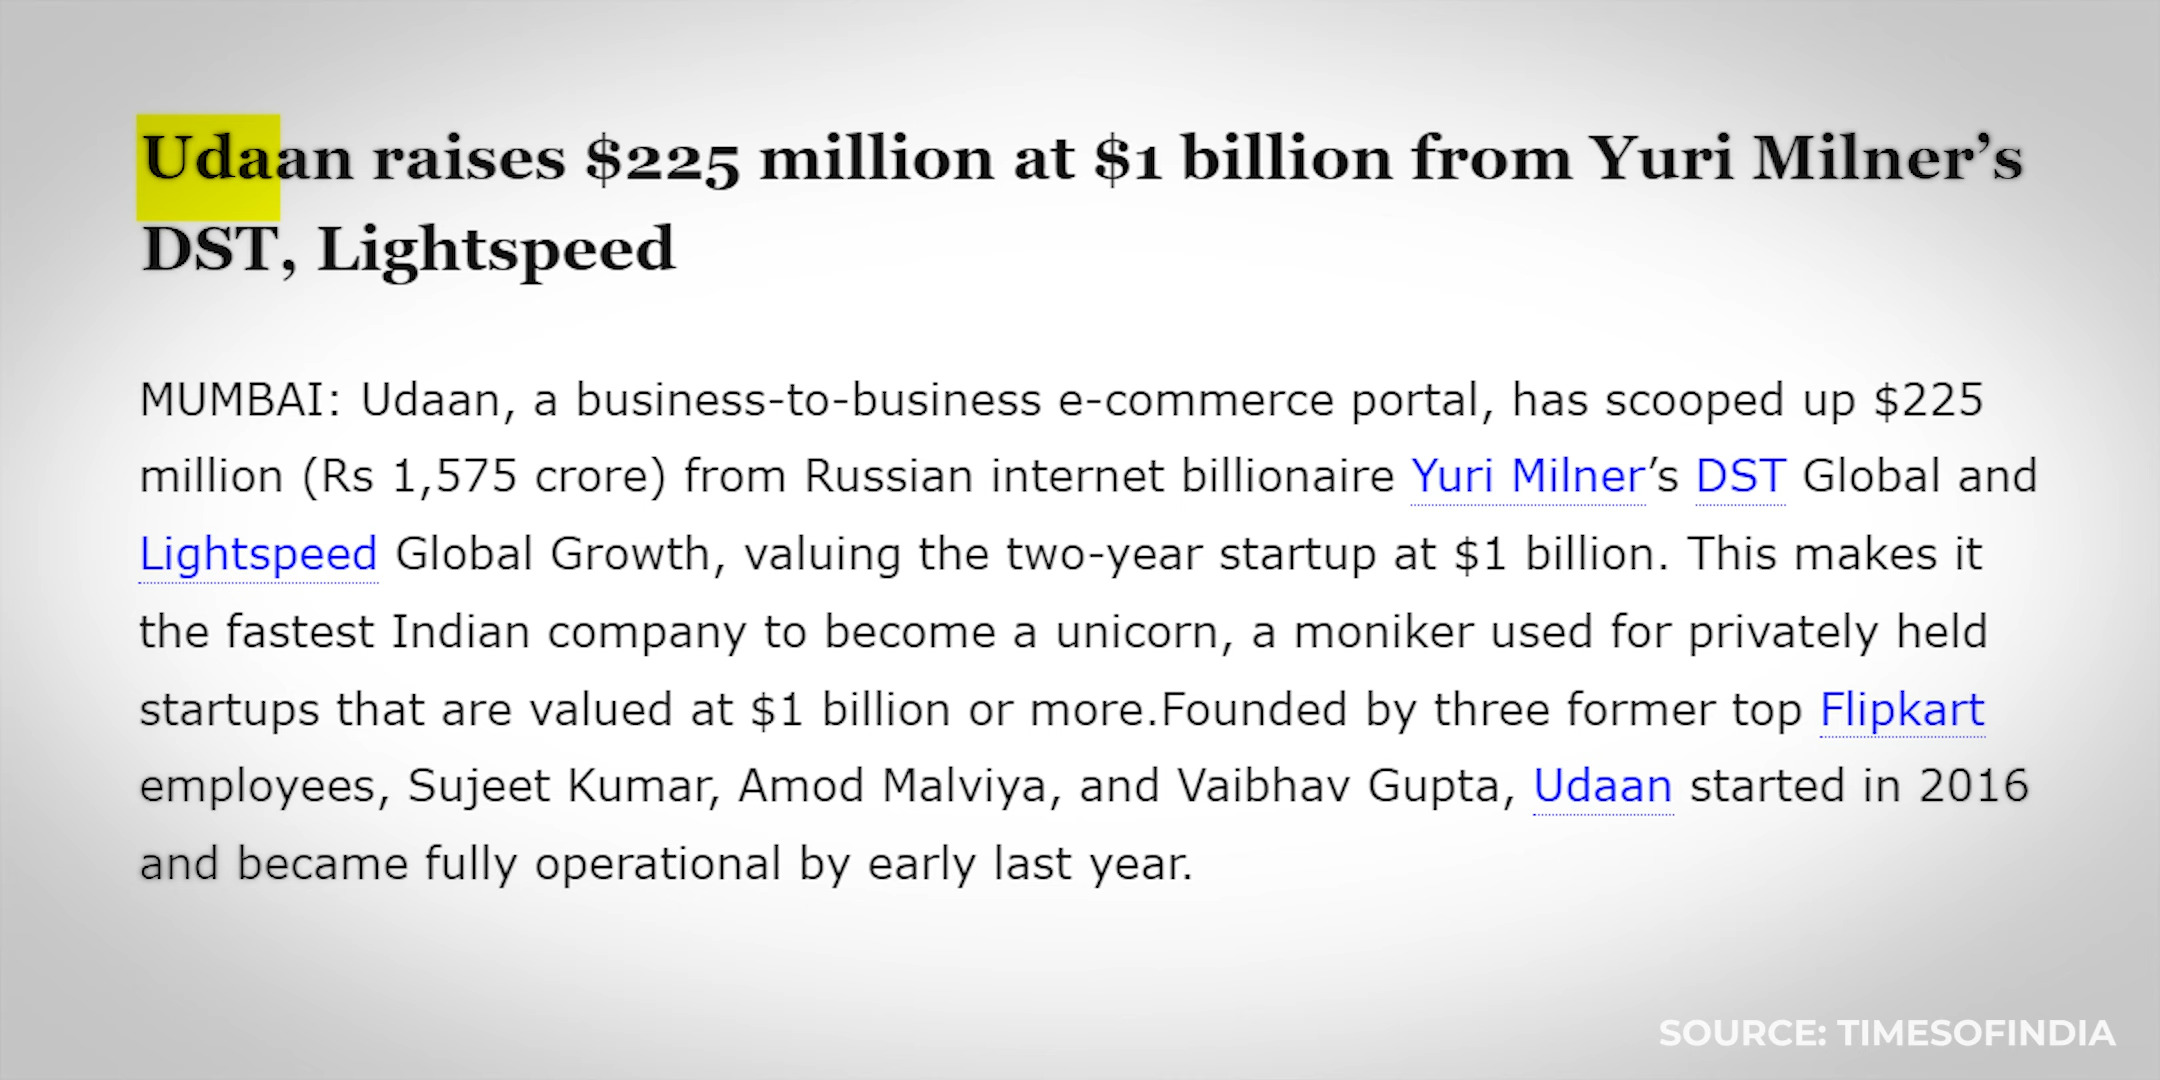 Udaan raises $225 million at $1 billion from Yuri Milner’s
DST, Lightspeed
MUMBAI: Udaan, a business-to-business e-commerce portal, has scooped up $225
million (Rs 1,575 crore) from Russian internet billionaire Yuri Milner’s DST Global and
Lightspeed Global Growth, valuing the two-year startup at $1 billion. This makes it
the fastest Indian company to become a unicorn, a moniker used for privately held
startups that are valued at $1 billion or more.Founded by three former top Flipkart
employees, Sujeet Kumar, Amod Malviya, and Vaibhav Gupta, Udaan started in 2016
and became fully operational by early last year.
SOURCE: TIMESOFINDIA